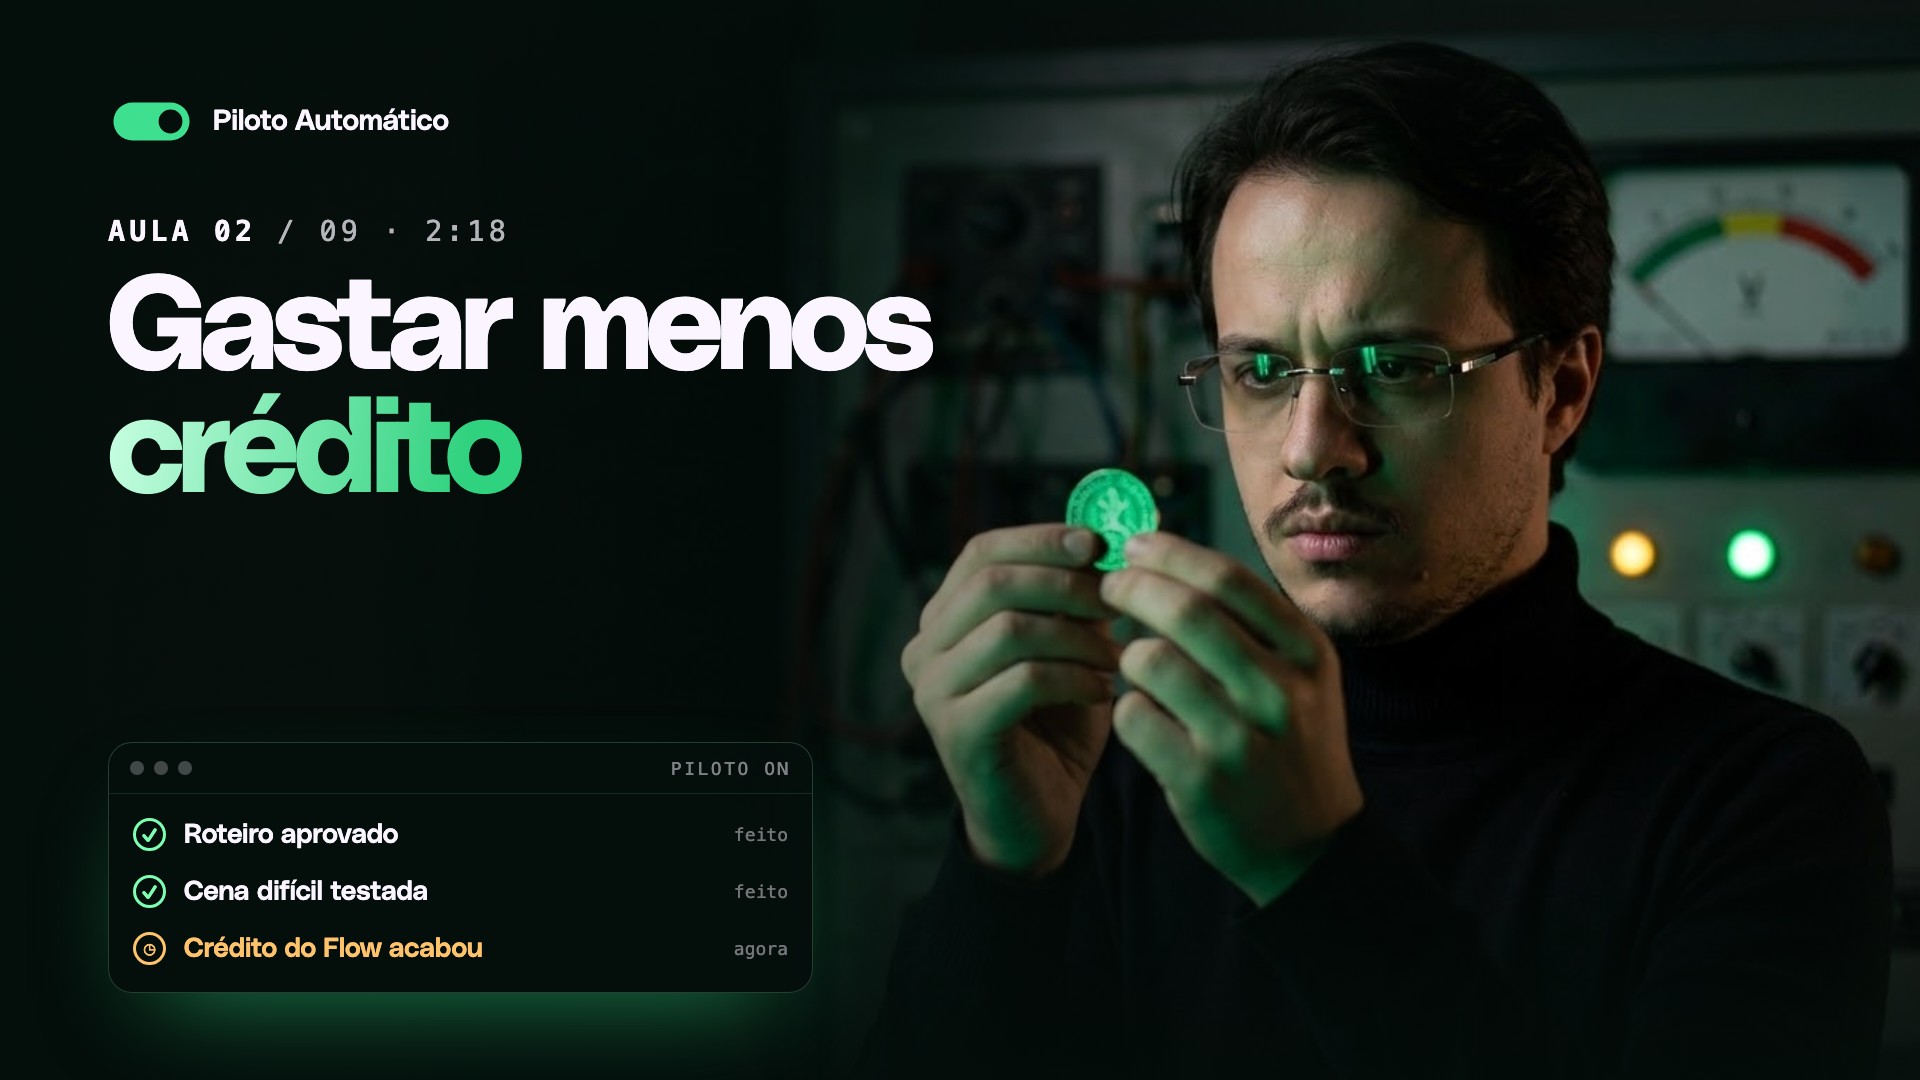 Piloto Automático
AULA 02 / 09 · 2:18
Gastar menos
crédito
PILOTO ON
Roteiro aprovado feito
Cena difícil testada feito
Crédito do Flow acabou agora